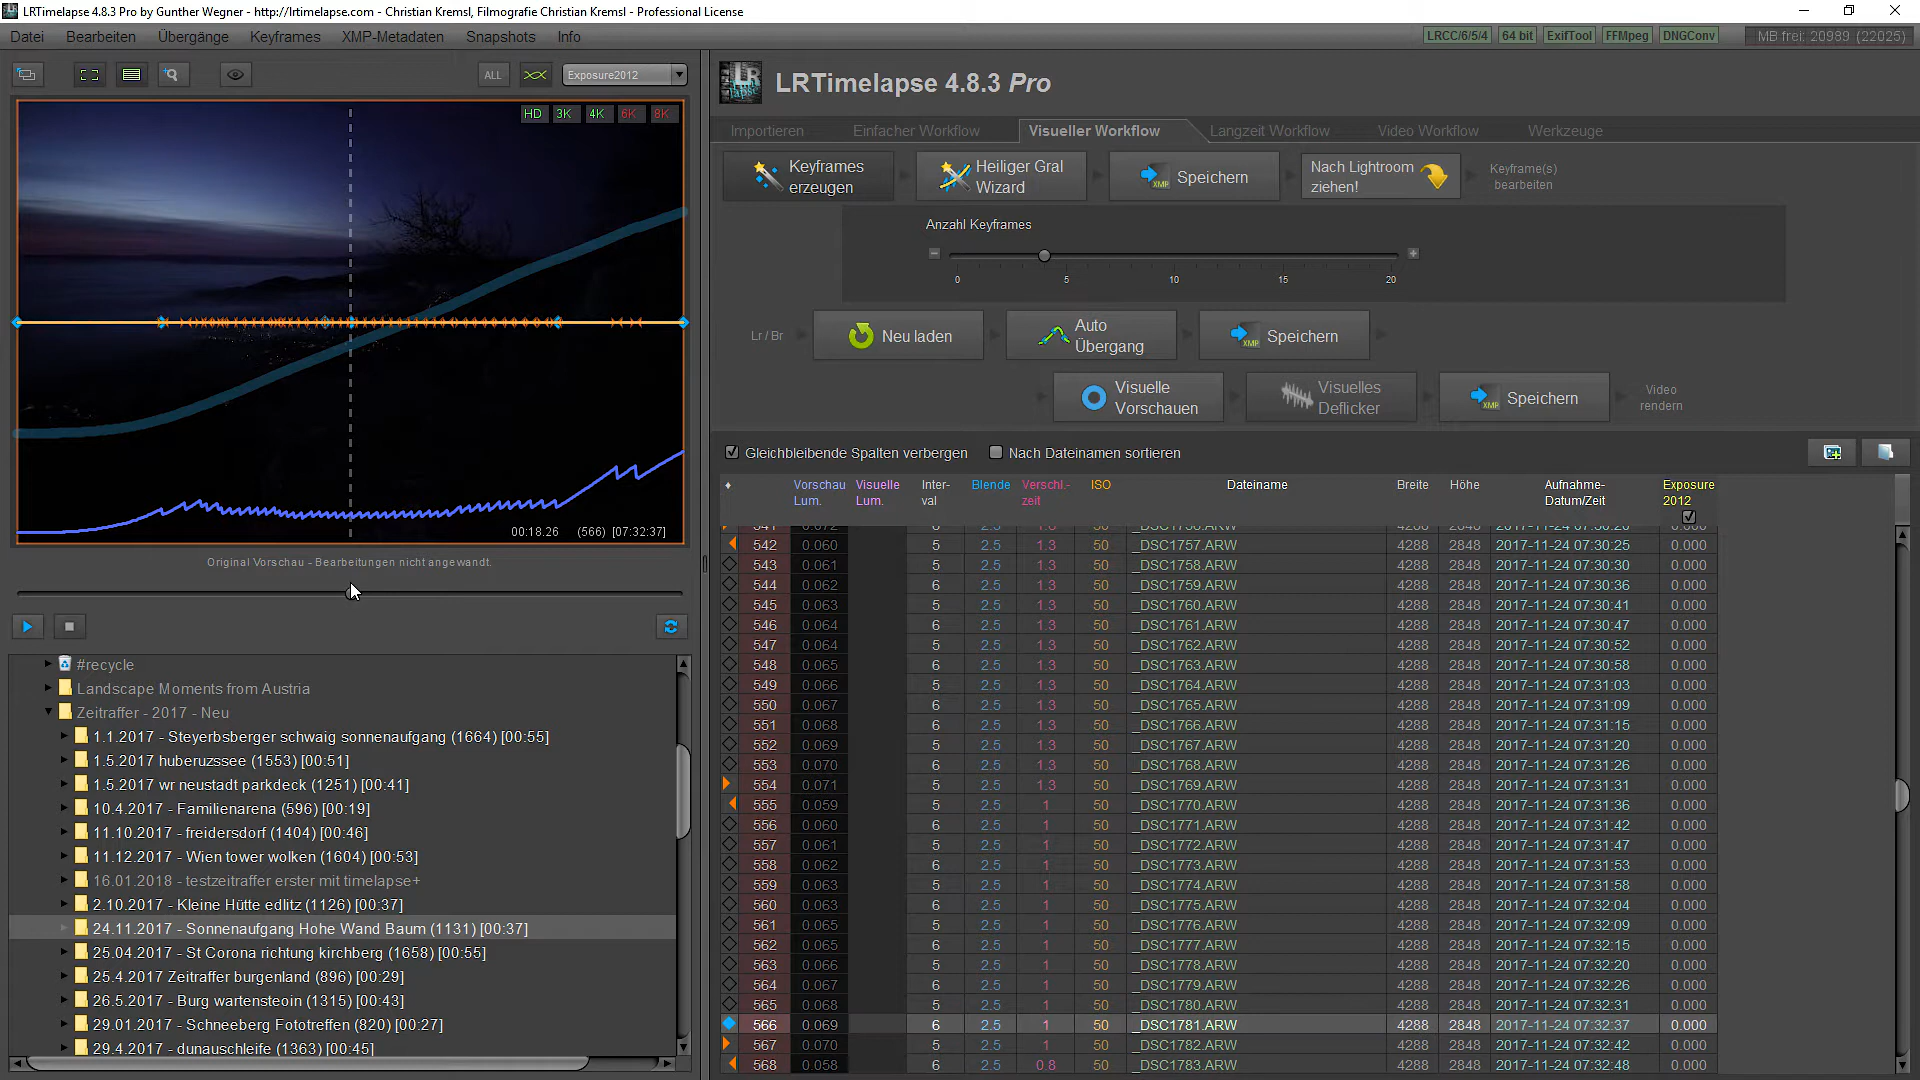 LRTimelapse 4.8.3 Pro by Gunther Wegner - http://lrtimelapse.com - Christian Kremsl, Filmografie Christian Kremsl - Professional License
Datei Bearbeiten Übergänge Keyframes XMP-Metadaten Snapshots Info LRCC/6/5/4 64 bit ExifTool FFMpeg DNGConv MB frei: 20989 (22025)
ALL Exposure2012
LRTimelapse 4.8.3 Pro
HD 3K 4K 6K 8K
Importieren Einfacher Workflow Visueller Workflow Langzeit Workflow Video Workflow Werkzeuge
Keyframes erzeugen
Heiliger Gral Wizard
Speichern
Nach Lightroom ziehen!
Keyframe(s) bearbeiten
Anzahl Keyframes
0 5 10 15 20
Lr / Br
Neu laden
Auto Übergang
Speichern
Visuelle Vorschauen
Visuelles Deflicker
Speichern
Video rendern
00:18.26 (566) [07:32:37]
Original Vorschau - Bearbeitungen nicht angewandt.
#recycle
Landscape Moments from Austria
Zeitraffer - 2017 - Neu
1.1.2017 - Steyerbsberger schwaig sonnenaufgang (1664) [00:55]
1.5.2017 huberuzssee (1553) [00:51]
1.5.2017 wr neustadt parkdeck (1251) [00:41]
10.4.2017 - Familienarena (596) [00:19]
11.10.2017 - freidersdorf (1404) [00:46]
11.12.2017 - Wien tower wolken (1604) [00:53]
16.01.2018 - testzeitraffer erster mit timelapse+
2.10.2017 - Kleine Hütte edlitz (1126) [00:37]
24.11.2017 - Sonnenaufgang Hohe Wand Baum (1131) [00:37]
25.04.2017 - St Corona richtung kirchberg (1658) [00:55]
25.4.2017 Zeitraffer burgenland (896) [00:29]
26.5.2017 - Burg wartensteoin (1315) [00:43]
29.01.2017 - Schneeberg Fototreffen (820) [00:27]
29.4.2017 - dunauschleife (1363) [00:45]
Gleichbleibende Spalten verbergen Nach Dateinamen sortieren
Vorschau Lum. Visuelle Lum. Inter-val Blende Verschl.-zeit ISO Dateiname Breite Höhe Aufnahme-Datum/Zeit Exposure 2012
542 0.060 5 2.5 1.3 50 _DSC1757.ARW 4288 2848 2017-11-24 07:30:25 0.000
543 0.061 5 2.5 1.3 50 _DSC1758.ARW 4288 2848 2017-11-24 07:30:30 0.000
544 0.062 6 2.5 1.3 50 _DSC1759.ARW 4288 2848 2017-11-24 07:30:36 0.000
545 0.063 5 2.5 1.3 50 _DSC1760.ARW 4288 2848 2017-11-24 07:30:41 0.000
546 0.064 6 2.5 1.3 50 _DSC1761.ARW 4288 2848 2017-11-24 07:30:47 0.000
547 0.064 5 2.5 1.3 50 _DSC1762.ARW 4288 2848 2017-11-24 07:30:52 0.000
548 0.065 6 2.5 1.3 50 _DSC1763.ARW 4288 2848 2017-11-24 07:30:58 0.000
549 0.066 5 2.5 1.3 50 _DSC1764.ARW 4288 2848 2017-11-24 07:31:03 0.000
550 0.067 6 2.5 1.3 50 _DSC1765.ARW 4288 2848 2017-11-24 07:31:09 0.000
551 0.068 6 2.5 1.3 50 _DSC1766.ARW 4288 2848 2017-11-24 07:31:15 0.000
552 0.069 5 2.5 1.3 50 _DSC1767.ARW 4288 2848 2017-11-24 07:31:20 0.000
553 0.070 6 2.5 1.3 50 _DSC1768.ARW 4288 2848 2017-11-24 07:31:26 0.000
554 0.071 5 2.5 1.3 50 _DSC1769.ARW 4288 2848 2017-11-24 07:31:31 0.000
555 0.059 5 2.5 1 50 _DSC1770.ARW 4288 2848 2017-11-24 07:31:36 0.000
556 0.060 6 2.5 1 50 _DSC1771.ARW 4288 2848 2017-11-24 07:31:42 0.000
557 0.061 5 2.5 1 50 _DSC1772.ARW 4288 2848 2017-11-24 07:31:47 0.000
558 0.062 6 2.5 1 50 _DSC1773.ARW 4288 2848 2017-11-24 07:31:53 0.000
559 0.063 5 2.5 1 50 _DSC1774.ARW 4288 2848 2017-11-24 07:31:58 0.000
560 0.063 6 2.5 1 50 _DSC1775.ARW 4288 2848 2017-11-24 07:32:04 0.000
561 0.065 5 2.5 1 50 _DSC1776.ARW 4288 2848 2017-11-24 07:32:09 0.000
562 0.065 6 2.5 1 50 _DSC1777.ARW 4288 2848 2017-11-24 07:32:15 0.000
563 0.066 5 2.5 1 50 _DSC1778.ARW 4288 2848 2017-11-24 07:32:20 0.000
564 0.067 6 2.5 1 50 _DSC1779.ARW 4288 2848 2017-11-24 07:32:26 0.000
565 0.068 5 2.5 1 50 _DSC1780.ARW 4288 2848 2017-11-24 07:32:31 0.000
566 0.069 6 2.5 1 50 _DSC1781.ARW 4288 2848 2017-11-24 07:32:37 0.000
567 0.070 5 2.5 1 50 _DSC1782.ARW 4288 2848 2017-11-24 07:32:42 0.000
568 0.058 6 2.5 0.8 50 _DSC1783.ARW 4288 2848 2017-11-24 07:32:48 0.000